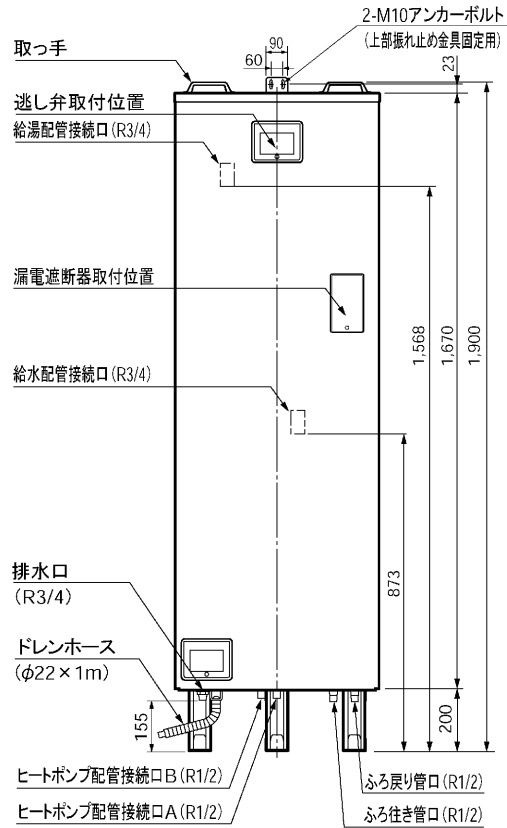 90
2-M10アンカーボルト
60
(上部振れ止め金具固定用)
取っ手
23
逃し弁取付位置
給湯配管接続口(R3/4)
漏電遮断器取付位置
1,568
1,670
1,900
給水配管接続口(R3/4)
873
排水口
(R3/4)
ドレンホース
(φ22×1m)
155
200
ヒートポンプ配管接続口B(R1/2)
ふろ戻り管口(R1/2)
ヒートポンプ配管接続口A(R1/2)
ふろ往き管口(R1/2)